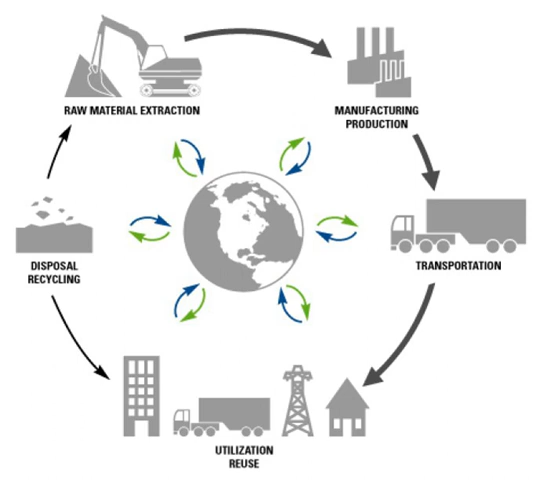 RAW MATERIAL EXTRACTION
MANUFACTURING
PRODUCTION
TRANSPORTATION
UTILIZATION
REUSE
DISPOSAL
RECYCLING